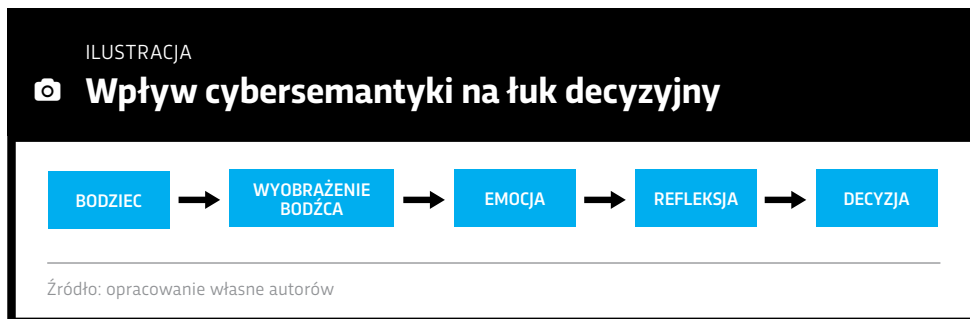 ILUSTRACJA
Wpływ cybersemantyki na łuk decyzyjny
BODZIEC
WYOBRAŻENIE
BODŹCA
EMOCJA
REFLEKSJA
DECYZJA
Źródło: opracowanie własne autorów